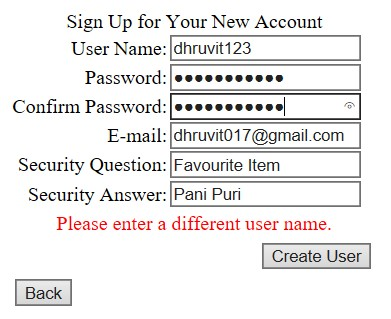 Sign Up for Your New Account
User Name: dhruvit123
Password: ●●●●●●●●●●●
Confirm Password: ●●●●●●●●●●●
E-mail: dhruvit017@gmail.com
Security Question: Favourite Item
Security Answer: Pani Puri
Please enter a different user name.
Create User
Back